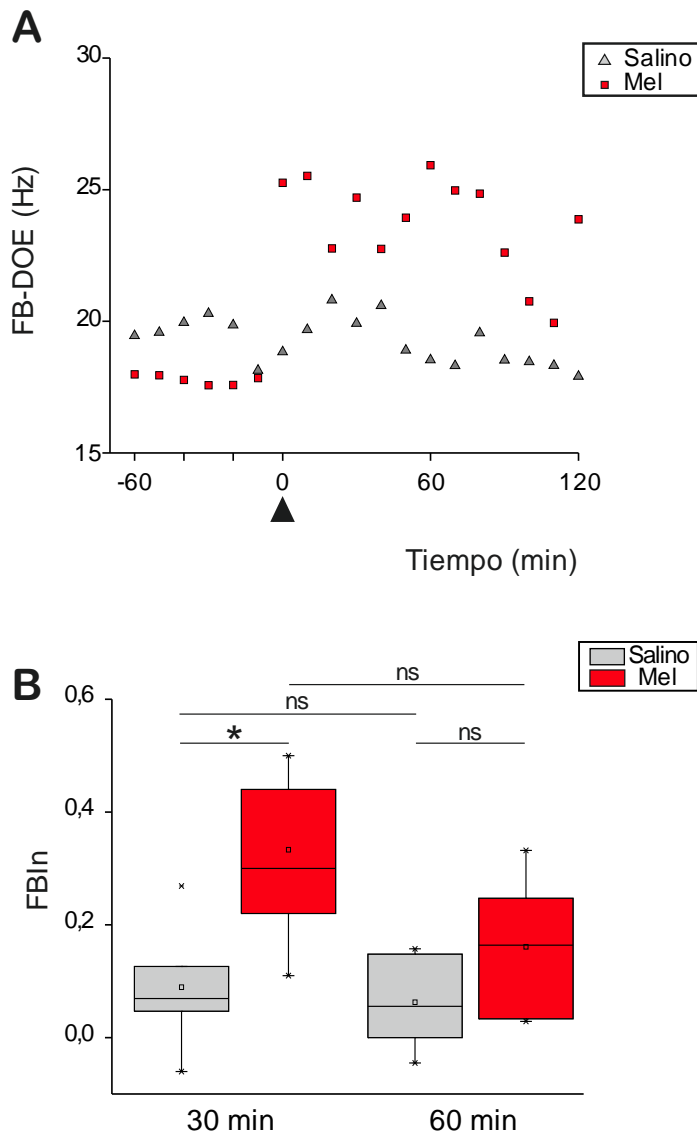 A
30
Salino
Mel
25
FB-DOE (Hz)
20
15
-60 0 60 120
Tiempo (min)
B
Salino
Mel
0,6
ns
ns
* ns
0,4
FBIn
0,2
0,0
30 min 60 min